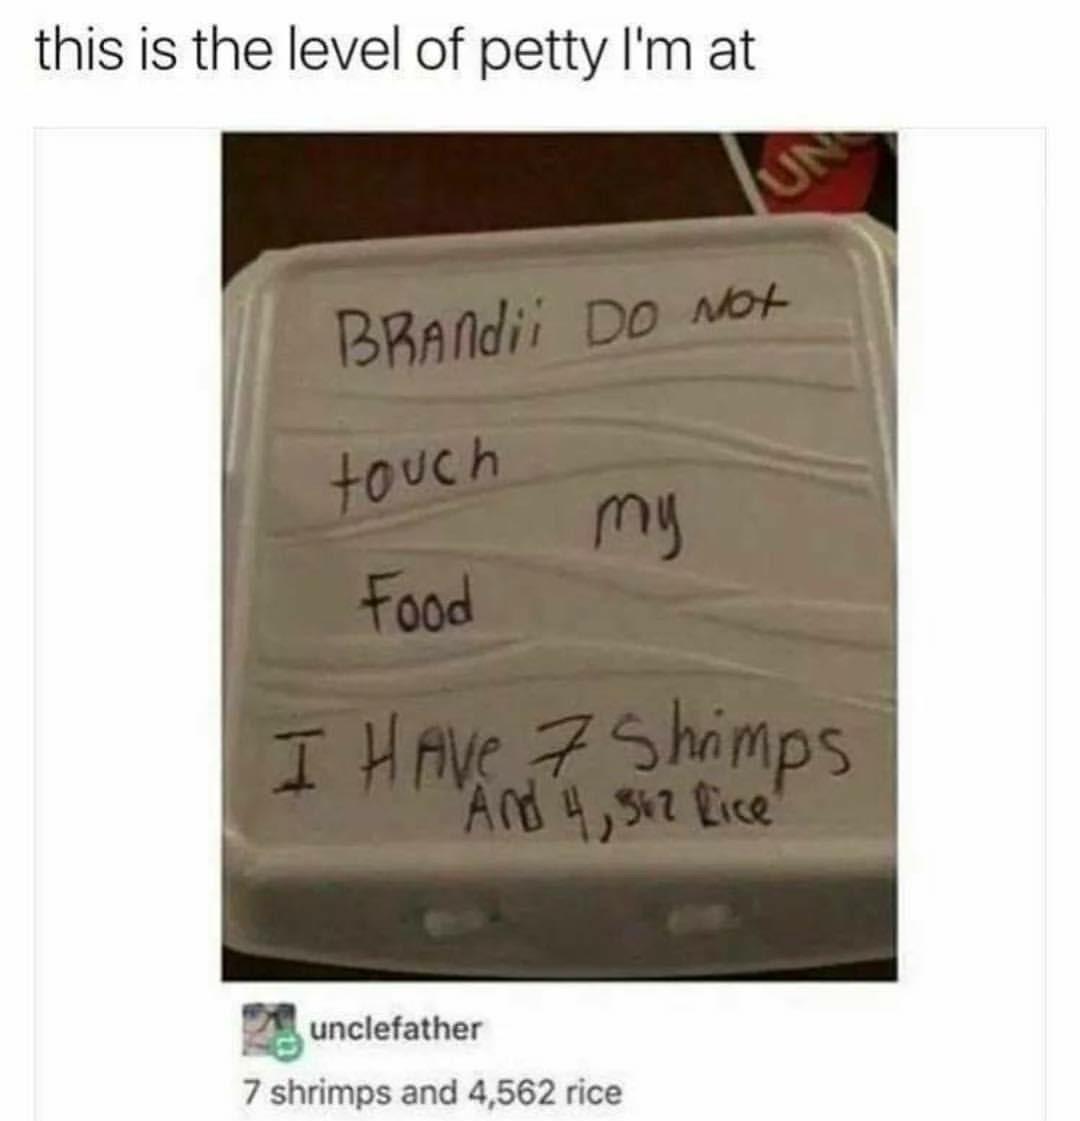 this is the level of petty I'm at
UNO
BRAndii DO NOt
touch
my
Food
I HAve 7 Shrimps
And 4,562 Rice
unclefather
7 shrimps and 4,562 rice